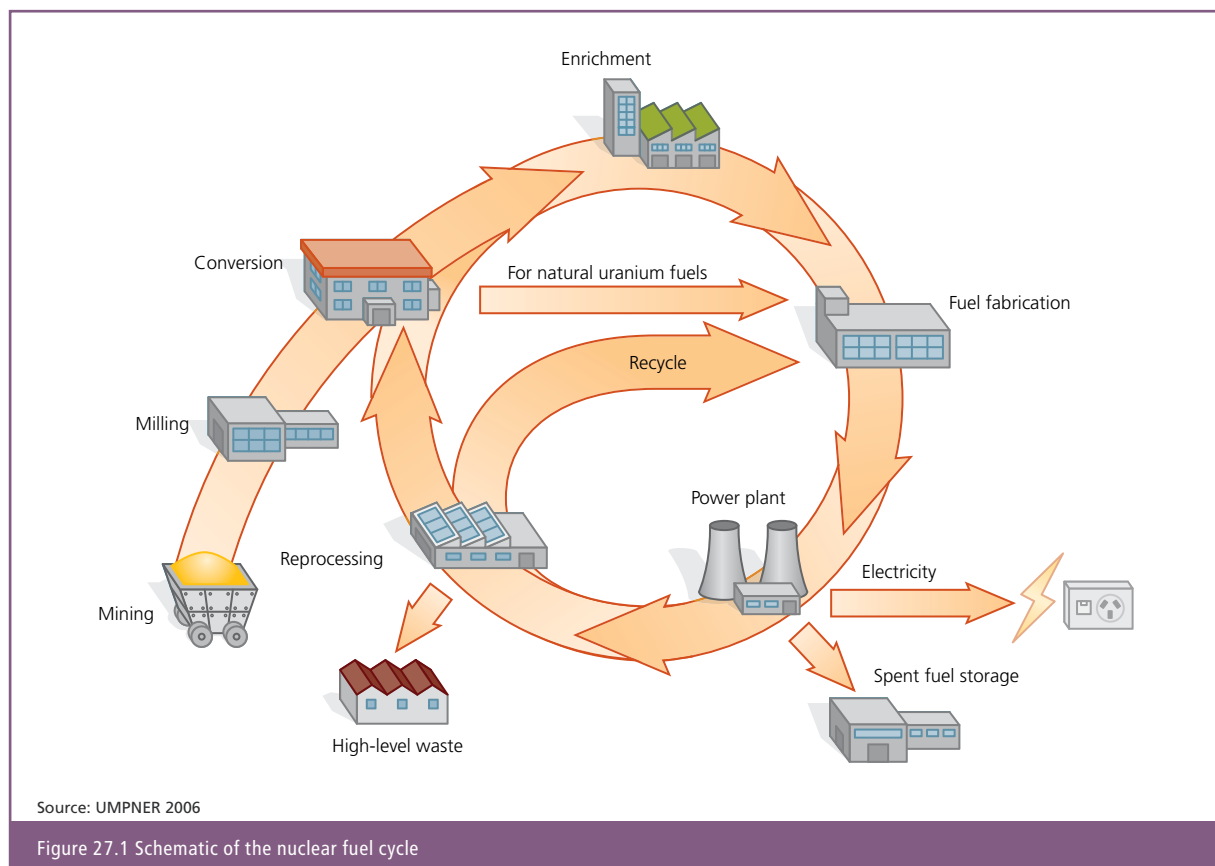 Enrichment
Conversion
For natural uranium fuels
Fuel fabrication
Recycle
Milling
Power plant
Reprocessing
Electricity
Mining
Spent fuel storage
High-level waste
Source: UMPNER 2006
Figure 27.1 Schematic of the nuclear fuel cycle